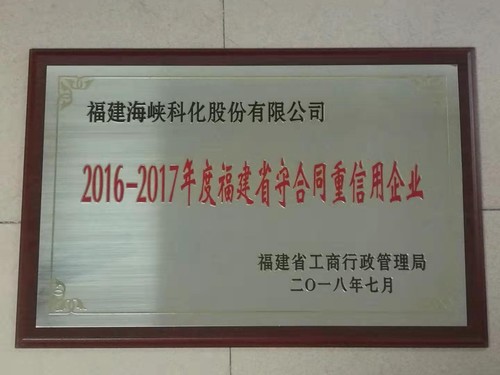 福建海峡科化股份有限公司
2016-2017年度福建省守合同重信用企业
福建省工商行政管理局
二〇一八年七月